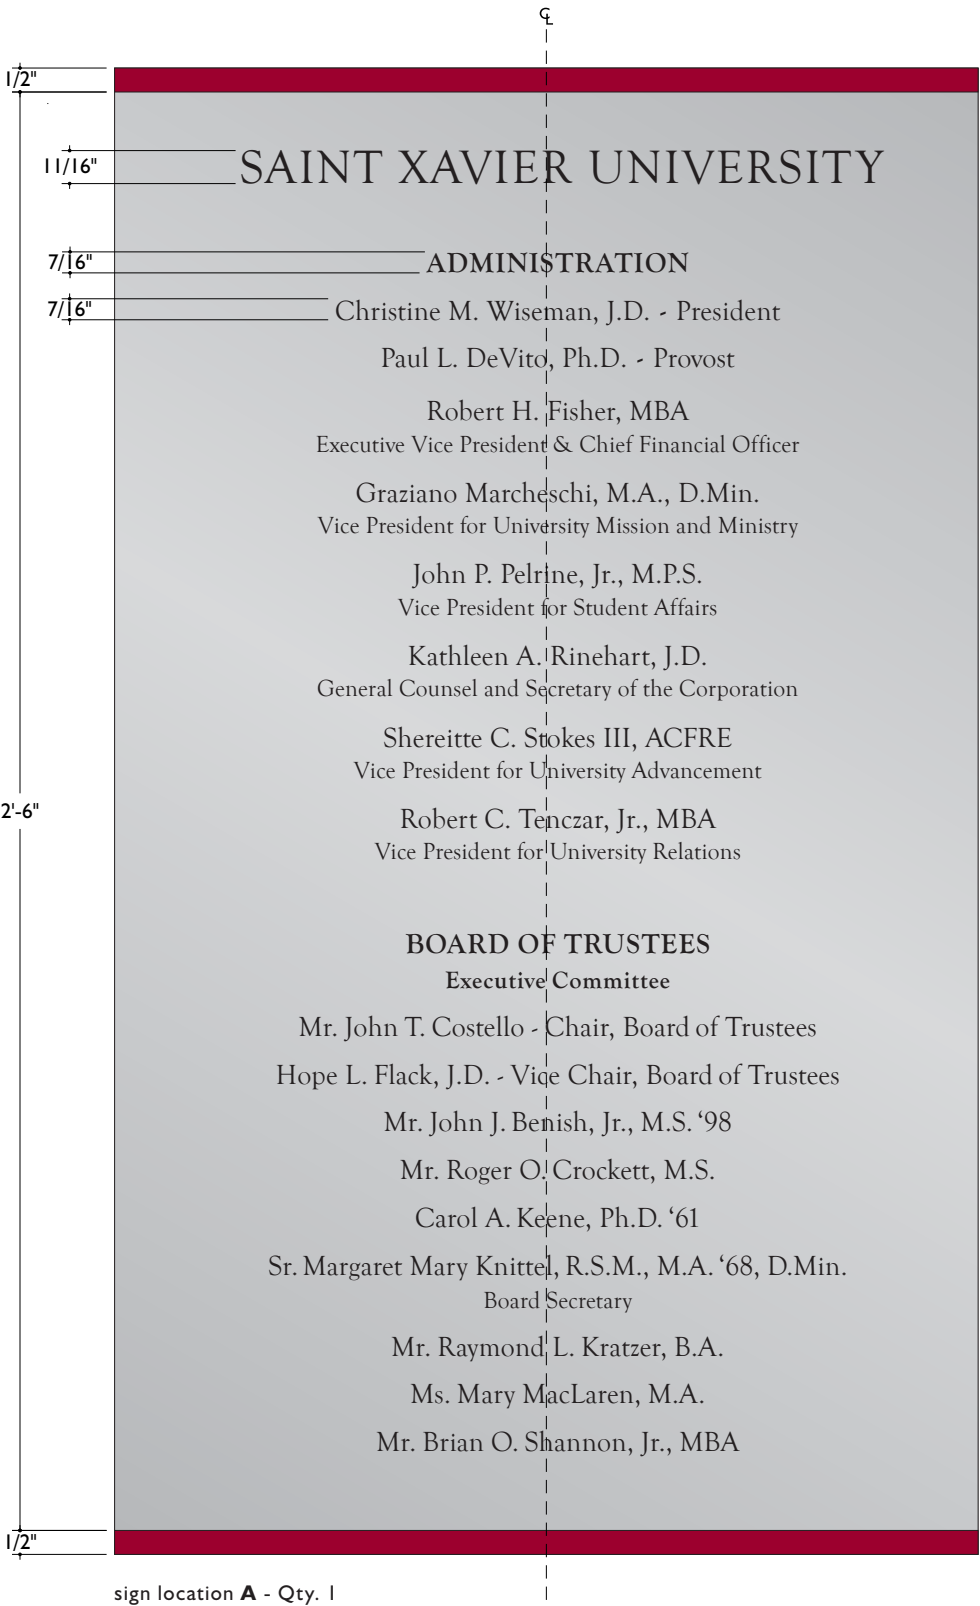 ℄
1/2"
11/16"
SAINT XAVIER UNIVERSITY
7/16"
ADMINISTRATION
7/16"
Christine M. Wiseman, J.D. - President
Paul L. DeVito, Ph.D. - Provost
Robert H. Fisher, MBA
Executive Vice President & Chief Financial Officer
Graziano Marcheschi, M.A., D.Min.
Vice President for University Mission and Ministry
John P. Pelrine, Jr., M.P.S.
Vice President for Student Affairs
Kathleen A. Rinehart, J.D.
General Counsel and Secretary of the Corporation
Shereitte C. Stokes III, ACFRE
Vice President for University Advancement
2'-6"
Robert C. Tenczar, Jr., MBA
Vice President for University Relations
BOARD OF TRUSTEES
Executive Committee
Mr. John T. Costello - Chair, Board of Trustees
Hope L. Flack, J.D. - Vice Chair, Board of Trustees
Mr. John J. Benish, Jr., M.S. ‘98
Mr. Roger O. Crockett, M.S.
Carol A. Keene, Ph.D. ‘61
Sr. Margaret Mary Knittel, R.S.M., M.A. ‘68, D.Min.
Board Secretary
Mr. Raymond L. Kratzer, B.A.
Ms. Mary MacLaren, M.A.
Mr. Brian O. Shannon, Jr., MBA
1/2"
sign location A - Qty. 1